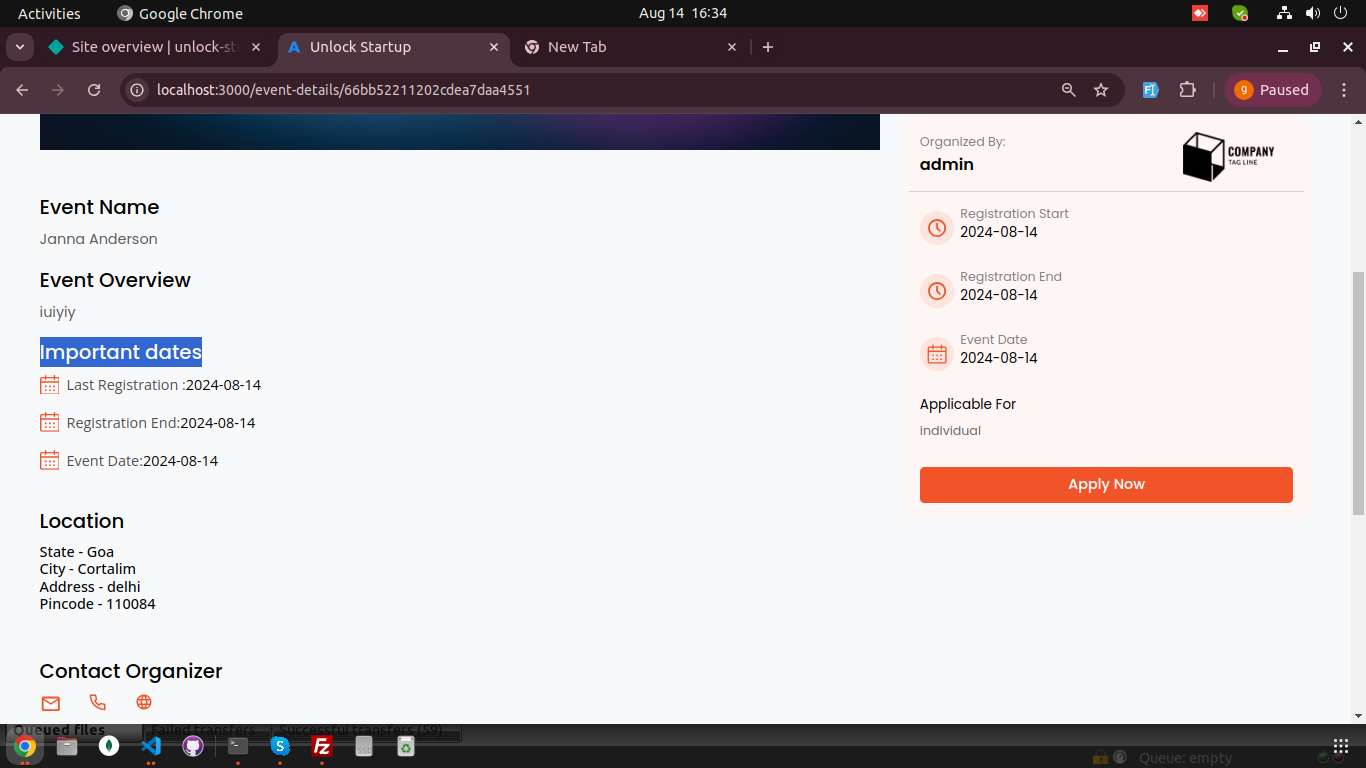 Activities
Google Chrome
Aug 14 16:34
Site overview | unlock-st
Unlock Startup
New Tab
localhost:3000/event-details/66bb52211202cdea7daa4551
g Paused
Event Name
Janna Anderson
Event Overview
iuiyiy
Important dates
Last Registration :2024-08-14
Registration End:2024-08-14
Event Date:2024-08-14
Location
State - Goa
City - Cortalim
Address - delhi
Pincode - 110084
Contact Organizer
Organized By:
admin
COMPANY
TAG LINE
Registration Start
2024-08-14
Registration End
2024-08-14
Event Date
2024-08-14
Applicable For
individual
Apply Now
Queued files
Failed transfers
Successful transfers (59)
SSD
Queue: empty